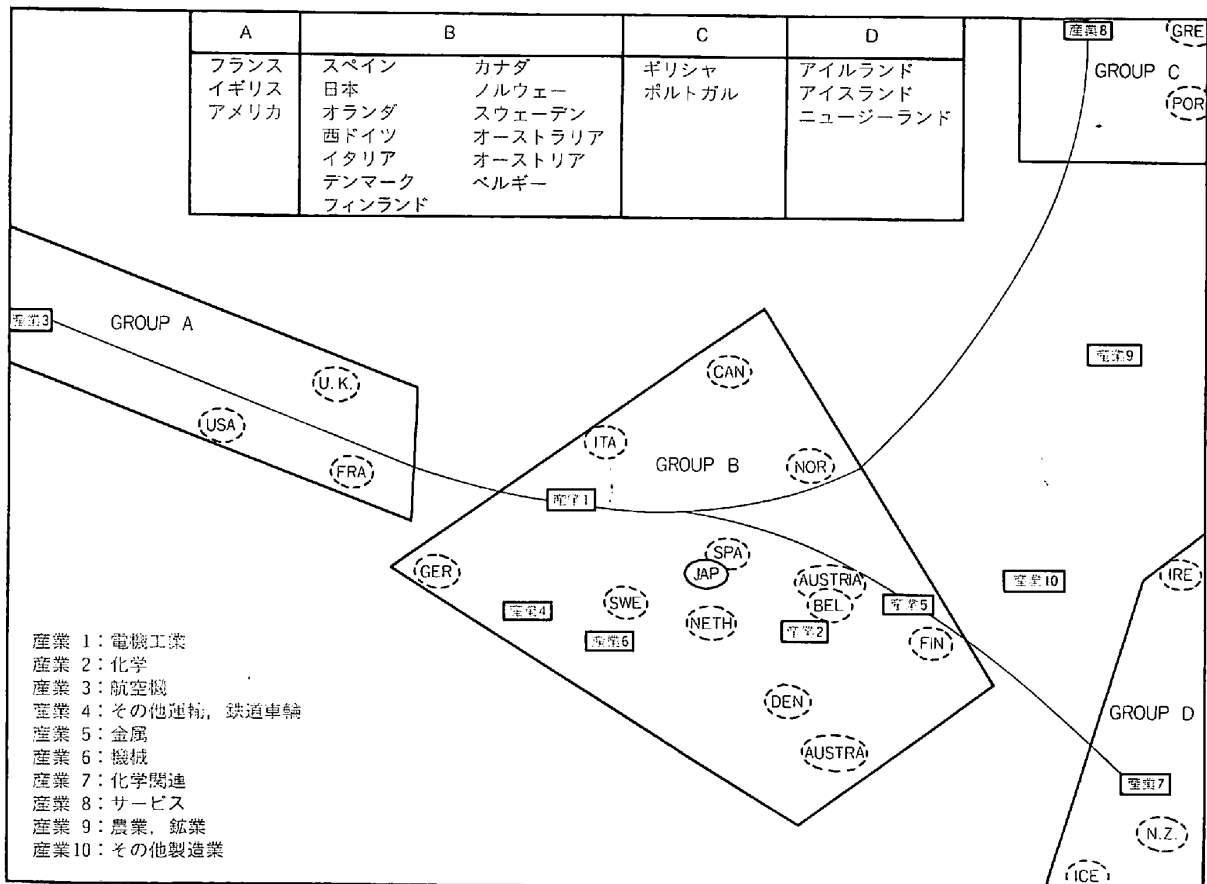 A B C D
フランス スペイン カナダ ギリシャ アイルランド
イギリス 日本 ノルウェー ポルトガル アイスランド
アメリカ オランダ スウェーデン ニュージーランド
西ドイツ オーストラリア
イタリア オーストリア
デンマーク ベルギー
フィンランド
産業8
GRE
GROUP C
POR
産業3
GROUP A
U.K.
USA
FRA
産業9
CAN
ITA
GROUP B
NOR
産業1
GER
SPA
JAP
AUSTRIA
SWE
BEL
NETH
産業4
産業6
産業2
産業5
FIN
産業10
IRE
DEN
AUSTRA
GROUP D
産業7
N.Z.
ICE
産業 1：電機工業
産業 2：化学
産業 3：航空機
産業 4：その他運輸，鉄道車輪
産業 5：金属
産業 6：機械
産業 7：化学関連
産業 8：サービス
産業 9：農業，鉱業
産業10：その他製造業